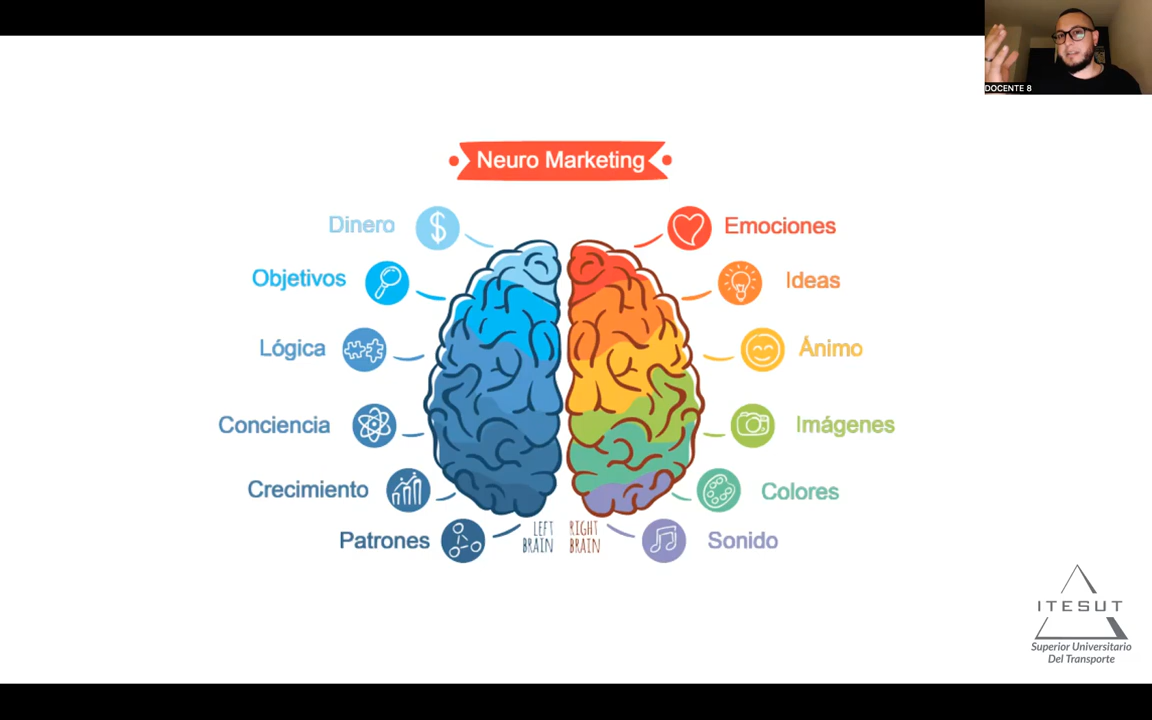 DOCENTE 8
Neuro Marketing
Dinero
Emociones
Objetivos
Ideas
Lógica
Ánimo
Conciencia
Imágenes
Crecimiento
Colores
Patrones
LEFT
BRAIN
RIGHT
BRAIN
Sonido
ITESUT
Superior Universitario
Del Transporte